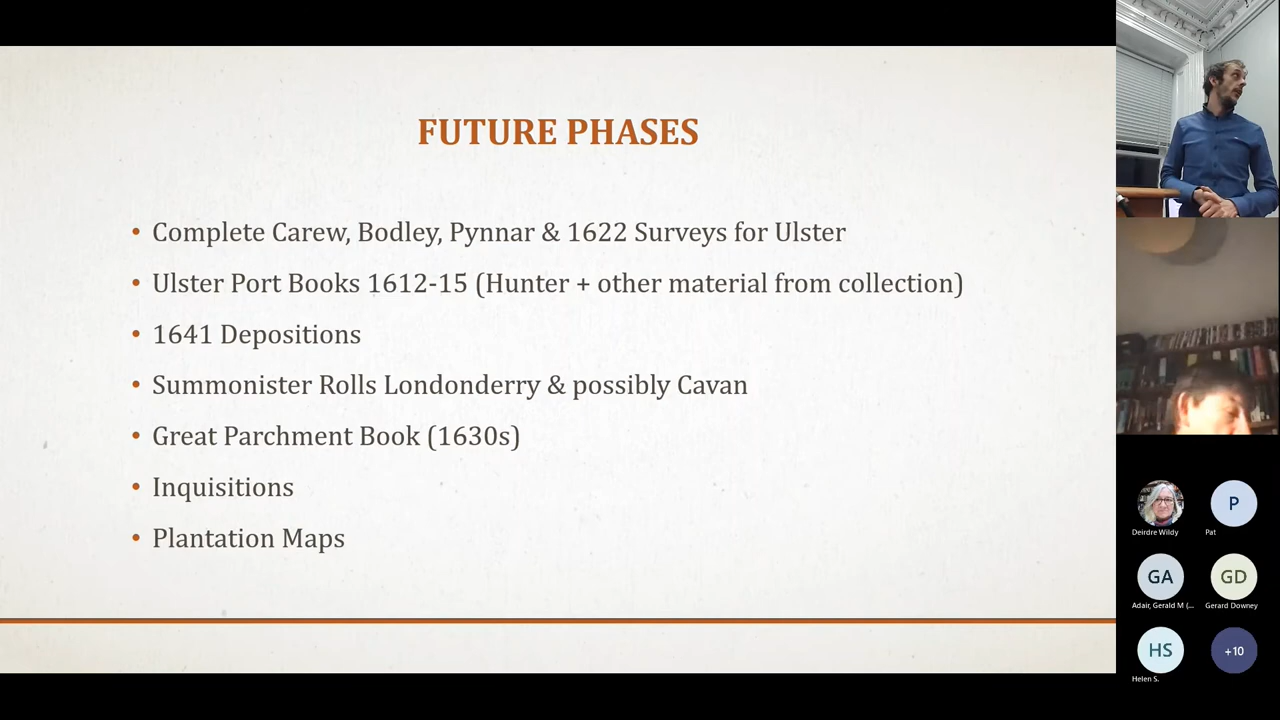 FUTURE PHASES
• Complete Carew, Bodley, Pynnar & 1622 Surveys for Ulster
• Ulster Port Books 1612-15 (Hunter + other material from collection)
• 1641 Depositions
• Summonister Rolls Londonderry & possibly Cavan
• Great Parchment Book (1630s)
• Inquisitions
• Plantation Maps
Deirdre Wildy
P
Pat
GA
Adair, Gerald M (...
GD
Gerard Downey
HS
Helen S.
+10